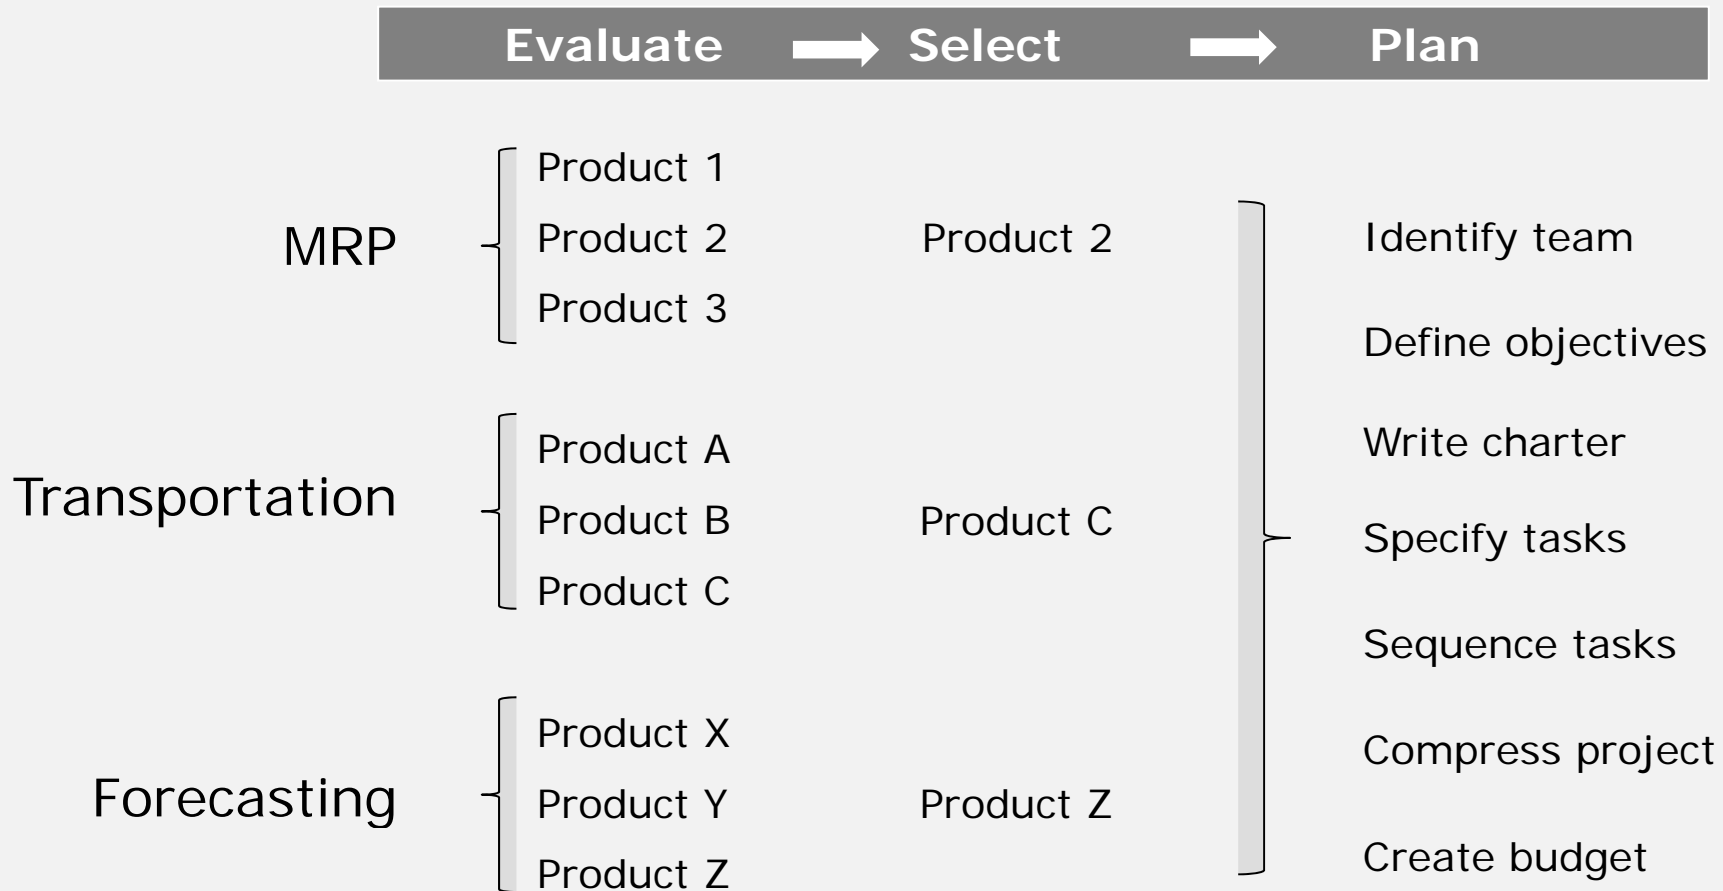 Evaluate Select Plan
MRP
Product 1
Product 2
Product 3
Product 2
Transportation
Product A
Product B
Product C
Product C
Forecasting
Product X
Product Y
Product Z
Product Z
Identify team
Define objectives
Write charter
Specify tasks
Sequence tasks
Compress project
Create budget